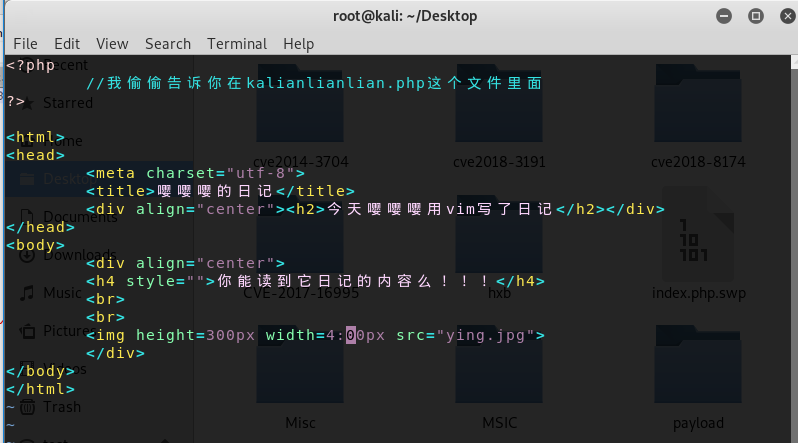 root@kali: ~/Desktop
File Edit View Search Terminal Help
<?php
//我偷偷告诉你在kalianlianlian.php这个文件里面
?>
<html>
<head>
<meta charset="utf-8">
<title>嘤嘤嘤的日记</title>
<div align="center"><h2>今天嘤嘤嘤用vim写了日记</h2></div>
</head>
<body>
<div align="center">
<h4 style="">你能读到它日记的内容么！！！</h4>
<br>
<br>
<img height=300px width=4:00px src="ying.jpg">
</div>
</body>
</html>
~
~
Recent
Starred
Home
Desktop
Documents
Downloads
Music
Pictures
Trash
cve2014-3704
cve2018-3191
cve2018-8174
CVE-2017-16995
hxb
index.php.swp
Misc
MSIC
payload